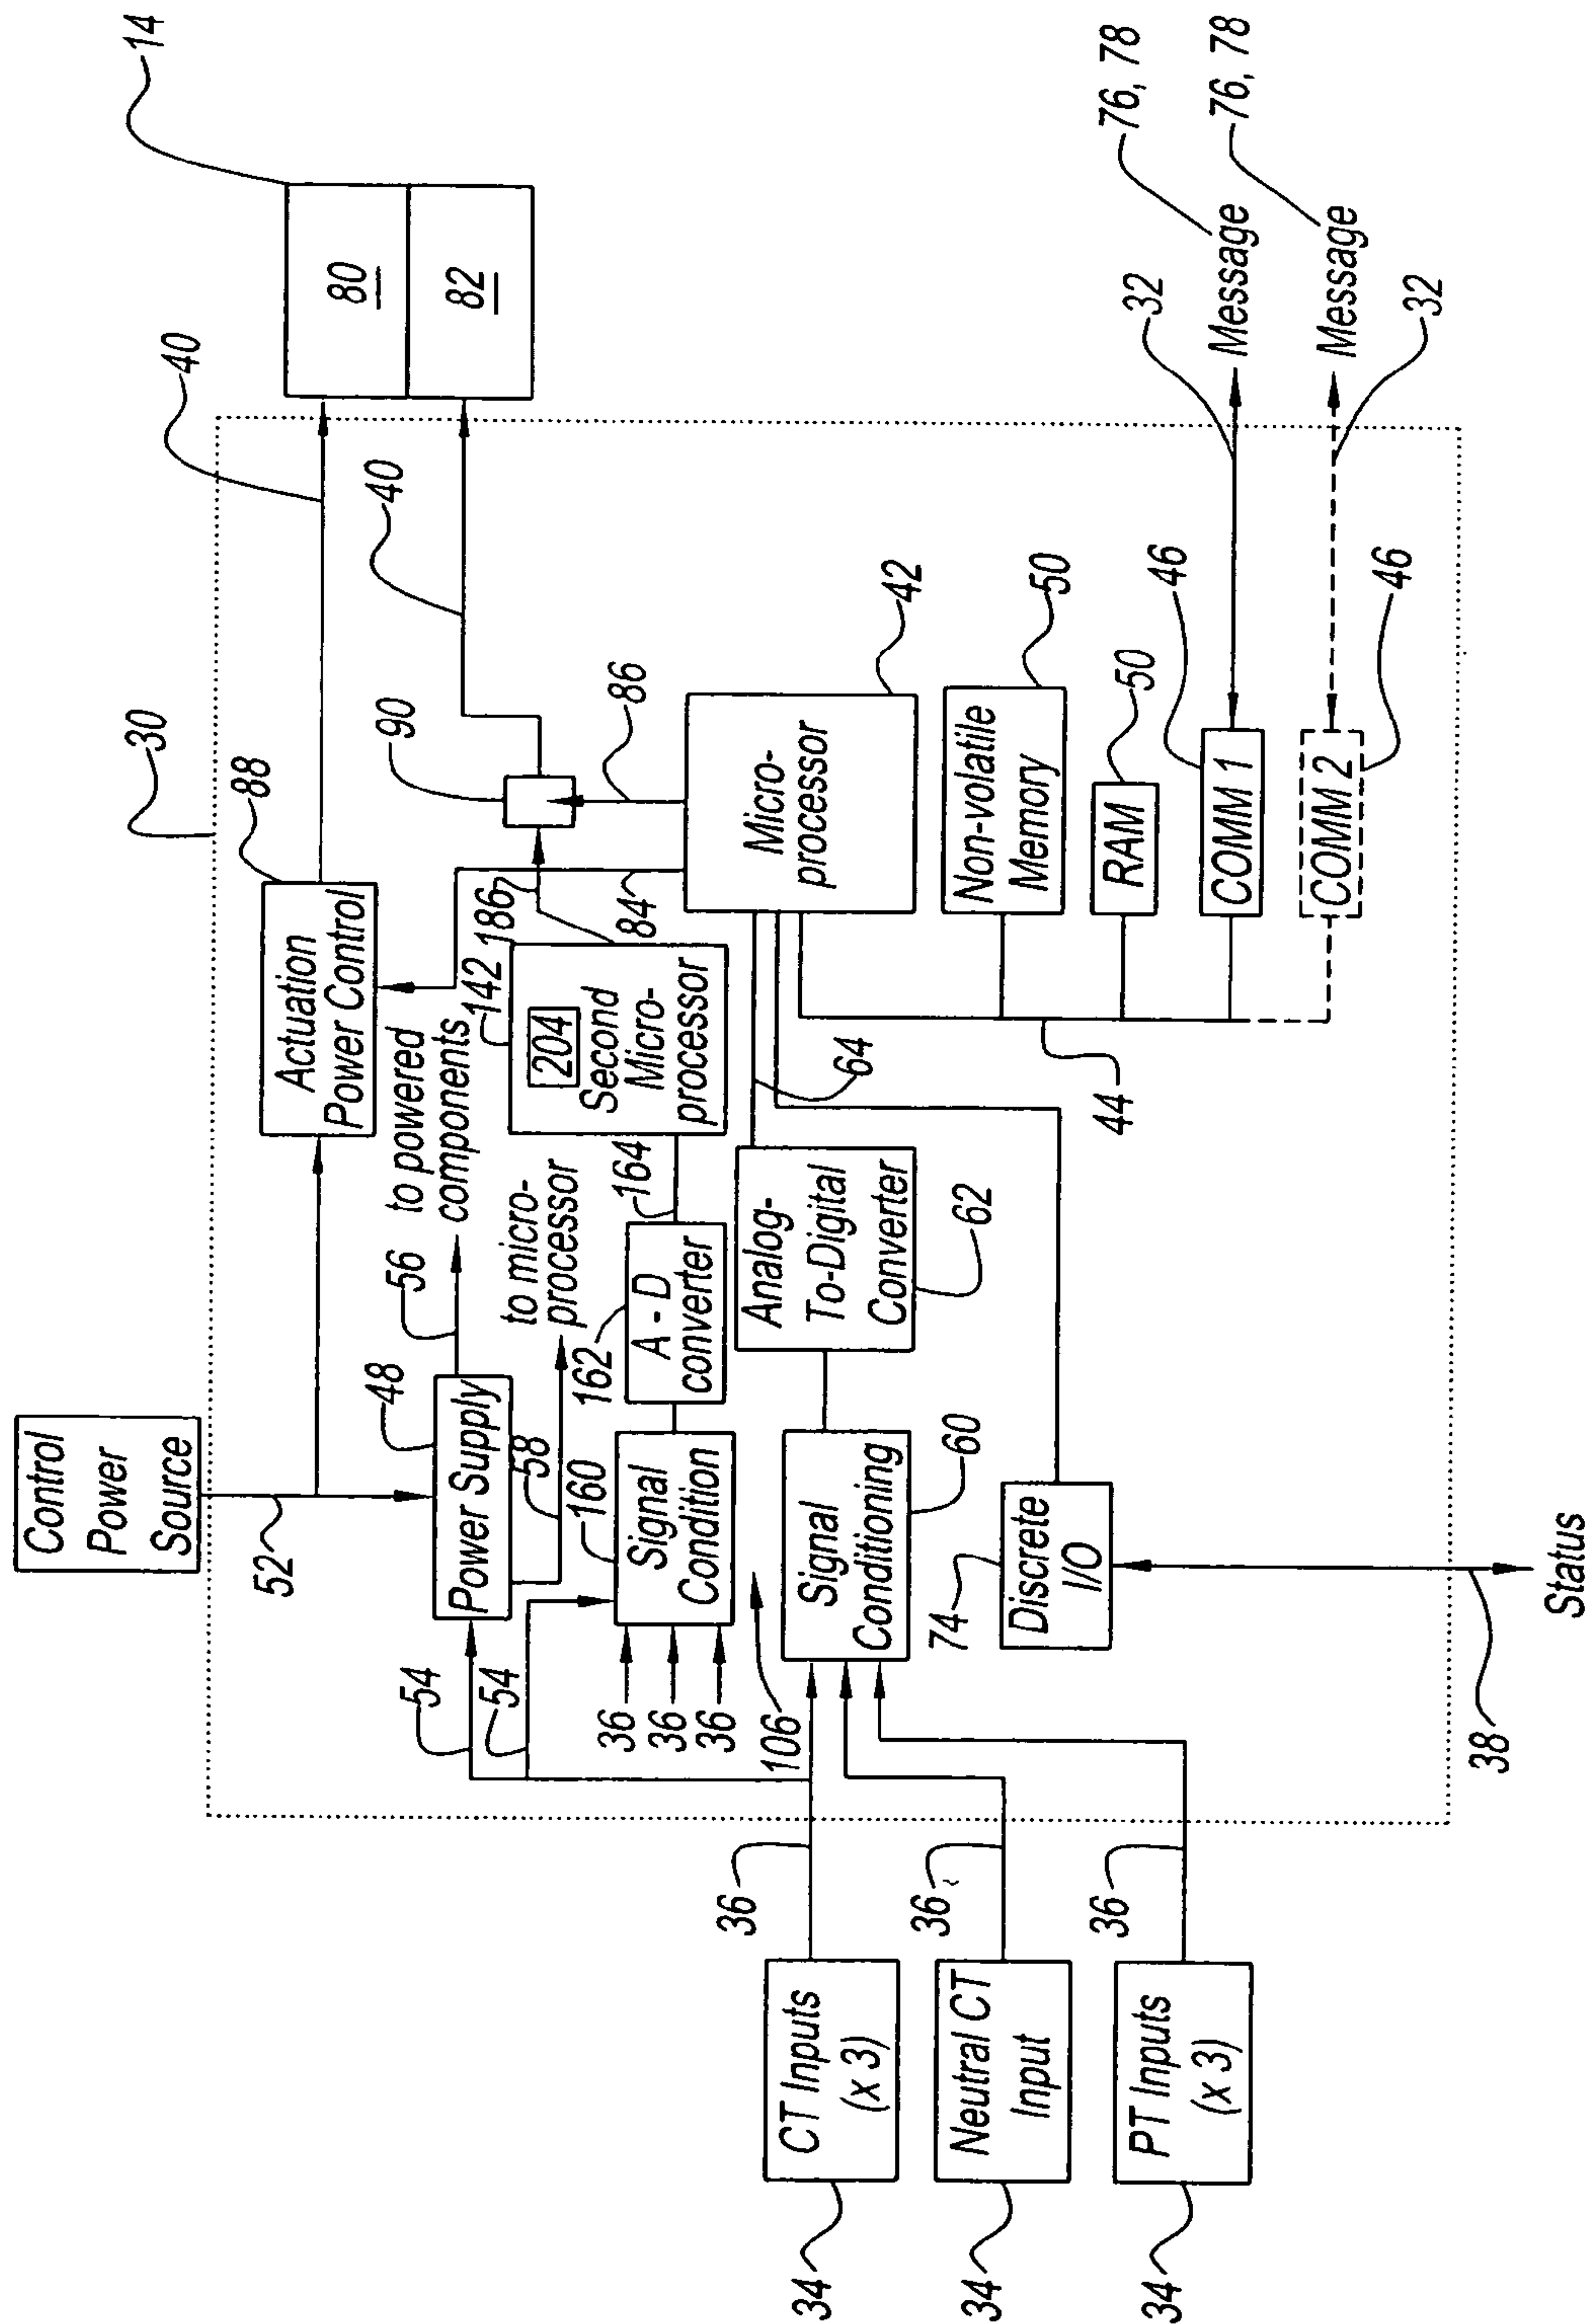 Control
Power
Source
52
30
88
Actuation
Power Control
40
14
80
82
54
48
Power Supply
56
to powered
components
58
to micro-
processor
54
160
Signal
Condition
36
36
36
162
A - D
converter
164
142
204
Second
Micro-
processor
186
84
90
86
40
106
36
34
CT Inputs
(x 3)
36
34
Neutral CT
Input
36
34
PT Inputs
(x 3)
Signal
Conditioning
60
Analog-
To-Digital
Converter
62
64
Micro-
processor
42
74
Discrete
I/O
38
Status
44
Non-volatile
Memory
50
RAM
50
COMM 1
46
32
Message
76, 78
COMM 2
46
32
Message
76, 78